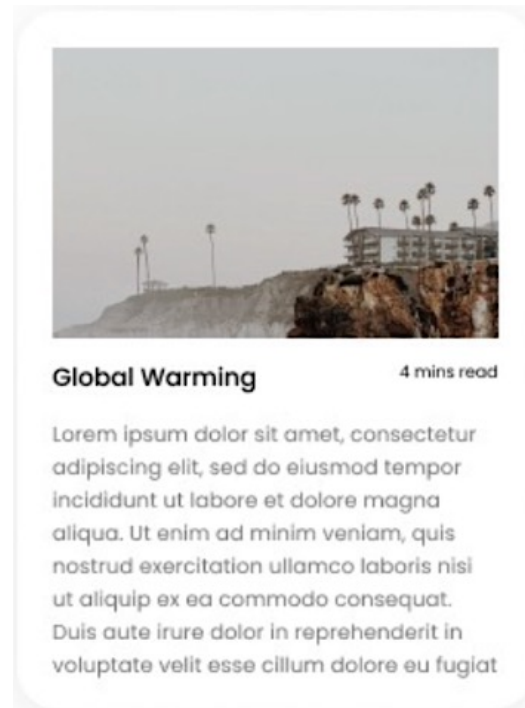 Global Warming
4 mins read
Lorem ipsum dolor sit amet, consectetur
adipiscing elit, sed do eiusmod tempor
incididunt ut labore et dolore magna
aliqua. Ut enim ad minim veniam, quis
nostrud exercitation ullamco laboris nisi
ut aliquip ex ea commodo consequat.
Duis aute irure dolor in reprehenderit in
voluptate velit esse cillum dolore eu fugiat